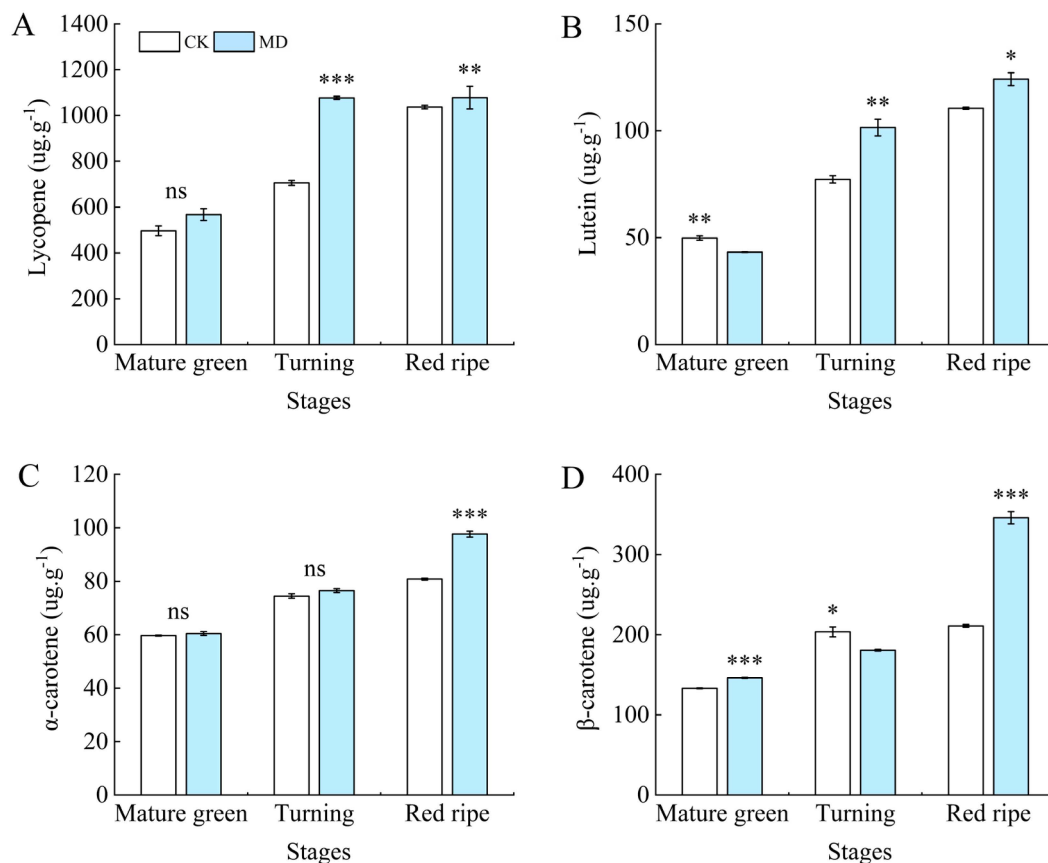 A
CK
MD
1400
1200
1000
800
600
400
200
0
Lycopene (ug.g-1)
ns
***
**
Mature green
Turning
Red ripe
Stages
B
150
100
50
0
Lutein (ug.g-1)
**
**
*
Mature green
Turning
Red ripe
Stages
C
120
100
80
60
40
20
0
α-carotene (ug.g-1)
ns
ns
***
Mature green
Turning
Red ripe
Stages
D
400
300
200
100
0
β-carotene (ug.g-1)
***
*
***
Mature green
Turning
Red ripe
Stages